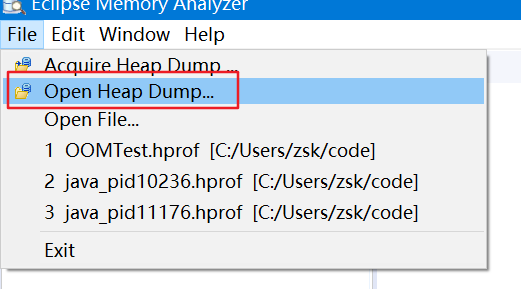 Eclipse Memory Analyzer
File Edit Window Help
Acquire Heap Dump ...
Open Heap Dump...
Open File...
1 OOMTest.hprof [C:/Users/zsk/code]
2 java_pid10236.hprof [C:/Users/zsk/code]
3 java_pid11176.hprof [C:/Users/zsk/code]
Exit